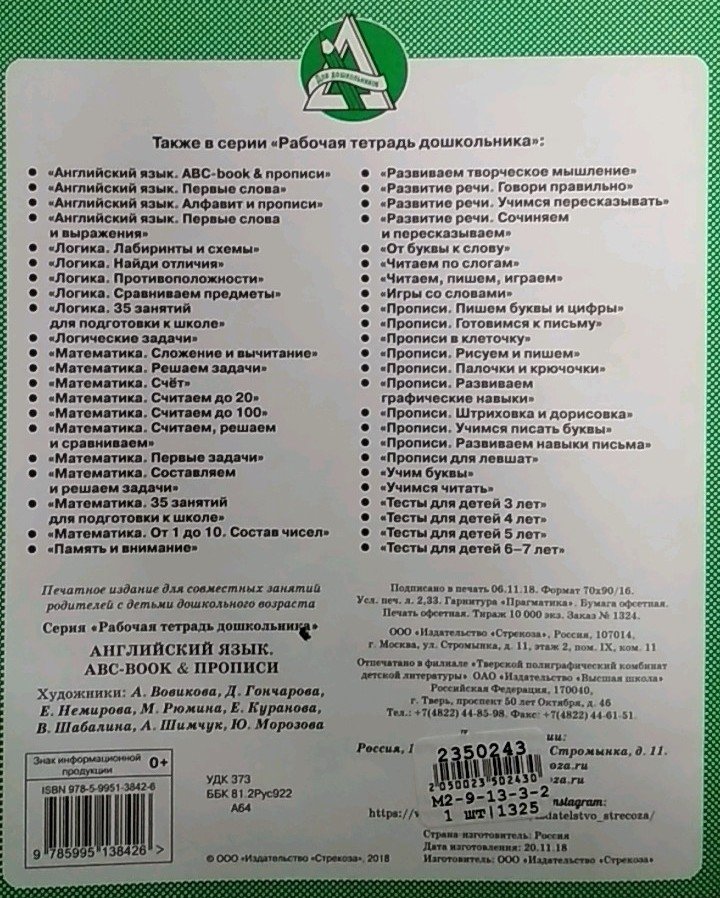 Для дошкольников
Также в серии «Рабочая тетрадь дошкольника»:
• «Английский язык. ABC-book & прописи»
• «Английский язык. Первые слова»
• «Английский язык. Алфавит и прописи»
• «Английский язык. Первые слова
и выражения»
• «Логика. Лабиринты и схемы»
• «Логика. Найди отличия»
• «Логика. Противоположности»
• «Логика. Сравниваем предметы»
• «Логика. 35 занятий
для подготовки к школе»
• «Логические задачи»
• «Математика. Сложение и вычитание»
• «Математика. Решаем задачи»
• «Математика. Счёт»
• «Математика. Считаем до 20»
• «Математика. Считаем до 100»
• «Математика. Считаем, решаем
и сравниваем»
• «Математика. Первые задачи»
• «Математика. Составляем
и решаем задачи»
• «Математика. 35 занятий
для подготовки к школе»
• «Математика. От 1 до 10. Состав чисел»
• «Память и внимание»
• «Развиваем творческое мышление»
• «Развитие речи. Говори правильно»
• «Развитие речи. Учимся пересказывать»
• «Развитие речи. Сочиняем
и пересказываем»
• «От буквы к слову»
• «Читаем по слогам»
• «Читаем, пишем, играем»
• «Игры со словами»
• «Прописи. Пишем буквы и цифры»
• «Прописи. Готовимся к письму»
• «Прописи в клеточку»
• «Прописи. Рисуем и пишем»
• «Прописи. Палочки и крючочки»
• «Прописи. Развиваем
графические навыки»
• «Прописи. Штриховка и дорисовка»
• «Прописи. Учимся писать буквы»
• «Прописи. Развиваем навыки письма»
• «Прописи для левшат»
• «Учим буквы»
• «Учимся читать»
• «Тесты для детей 3 лет»
• «Тесты для детей 4 лет»
• «Тесты для детей 5 лет»
• «Тесты для детей 6–7 лет»
Печатное издание для совместных занятий
родителей с детьми дошкольного возраста
Серия «Рабочая тетрадь дошкольника»
АНГЛИЙСКИЙ ЯЗЫК.
ABC-BOOK & ПРОПИСИ
Художники: А. Вовикова, Д. Гончарова,
Е. Немирова, М. Рюмина, Е. Куранова,
В. Шабалина, А. Шимчук, Ю. Морозова
Знак информационной
продукции 0+
ISBN 978-5-9951-3842-6
9 785995 138426 >
УДК 373
ББК 81.2Рус922
А64
© ООО «Издательство «Стрекоза», 2018
Подписано в печать 06.11.18. Формат 70х90/16.
Усл. печ. л. 2,33. Гарнитура «Прагматика». Бумага офсетная.
Печать офсетная. Тираж 10 000 экз. Заказ № 1324.
ООО «Издательство «Стрекоза», Россия, 107014,
г. Москва, ул. Стромынка, д. 11, этаж 2, пом. IX, ком. 11
Отпечатано в филиале «Тверской полиграфический комбинат
детской литературы» ОАО «Издательство «Высшая школа»
Российская Федерация, 170040,
г. Тверь, проспект 50 лет Октября, д. 46
Тел.: +7(4822) 44-85-98. Факс: +7(4822) 44-61-51.
Россия, 1
Стромынка, д. 11.
https://v
2350243
2 050023 502430
М2-9-13-3-2
1 шт|1325
Страна-изготовитель: Россия
Дата изготовления: 20.11.18
Изготовитель: ООО «Издательство «Стрекоза»